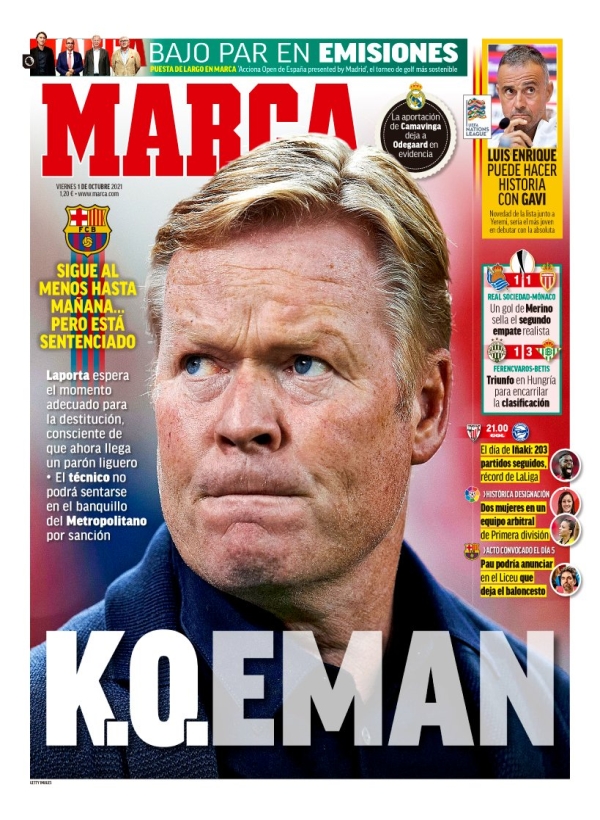 BAJO PAR EN EMISIONES
PUESTA DE LARGO EN MARCA 'Acciona Open de España presented by Madrid', el torneo de golf más sostenible
MARCA
VIERNES 1 DE OCTUBRE 2021
1,20 € • www.marca.com
La aportación
de Camavinga
deja a
Odegaard en
evidencia
UEFA
NATIONS
LEAGUE
LUIS ENRIQUE
PUEDE HACER
HISTORIA
CON GAVI
Novedad de la lista junto a
Yeremi, sería el más joven
en debutar con la absoluta
FCB
SIGUE AL
MENOS HASTA
MAÑANA...
PERO ESTÁ
SENTENCIADO
Laporta espera
el momento
adecuado para
la destitución,
consciente de
que ahora llega
un parón liguero
• El técnico no
podrá sentarse
en el banquillo
del Metropolitano
por sanción
1 1
REAL SOCIEDAD-MÓNACO
Un gol de Merino
sella el segundo
empate realista
1 3
FERENCVAROS-BETIS
Triunfo en Hungría
para encarrilar
la clasificación
21.00
El día de Iñaki: 203
partidos seguidos,
récord de LaLiga
HISTÓRICA DESIGNACIÓN
Dos mujeres en un
equipo arbitral
de Primera división
ACTO CONVOCADO EL DÍA 5
Pau podría anunciar
en el Liceu que
deja el baloncesto
K.O.EMAN
GETTY IMAGES